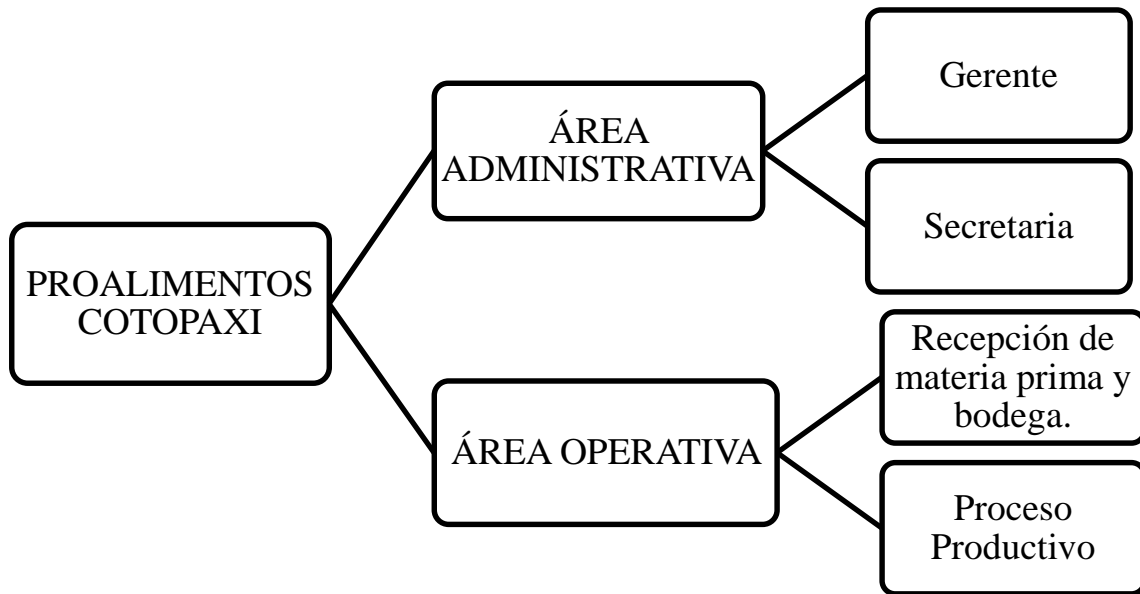 PROALIMENTOS
COTOPAXI
ÁREA
ADMINISTRATIVA
Gerente
Secretaria
ÁREA OPERATIVA
Recepción de
materia prima y
bodega.
Proceso
Productivo